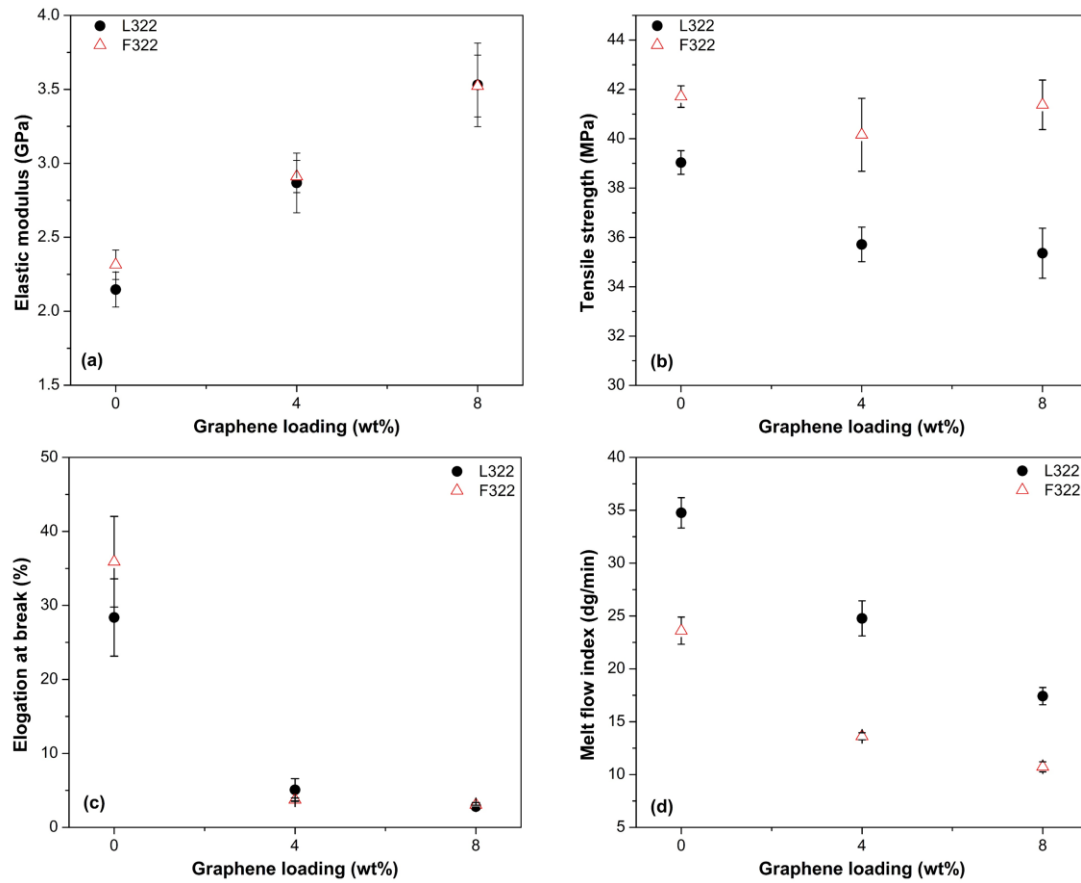 L322
F322
4.0
3.5
3.0
2.5
2.0
1.5
Elastic modulus (GPa)
(a)
0 4 8
Graphene loading (wt%)
L322
F322
44
42
40
38
36
34
32
30
Tensile strength (MPa)
(b)
0 4 8
Graphene loading (wt%)
L322
F322
50
40
30
20
10
0
Elogation at break (%)
(c)
0 4 8
Graphene loading (wt%)
L322
F322
40
35
30
25
20
15
10
5
Melt flow index (dg/min)
(d)
0 4 8
Graphene loading (wt%)